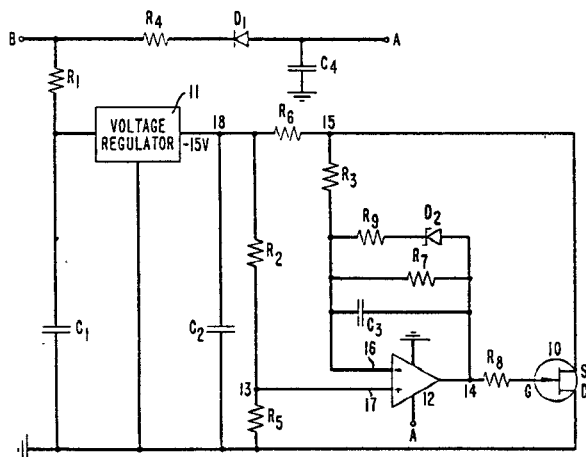 B
R4
D1
A
R1
C4
11
VOLTAGE
REGULATOR
18
-15V
R6
15
R3
R9
D2
R2
R7
C3
C1
C2
16
10
R8
S
13
12
14
G
D
17
R5
A